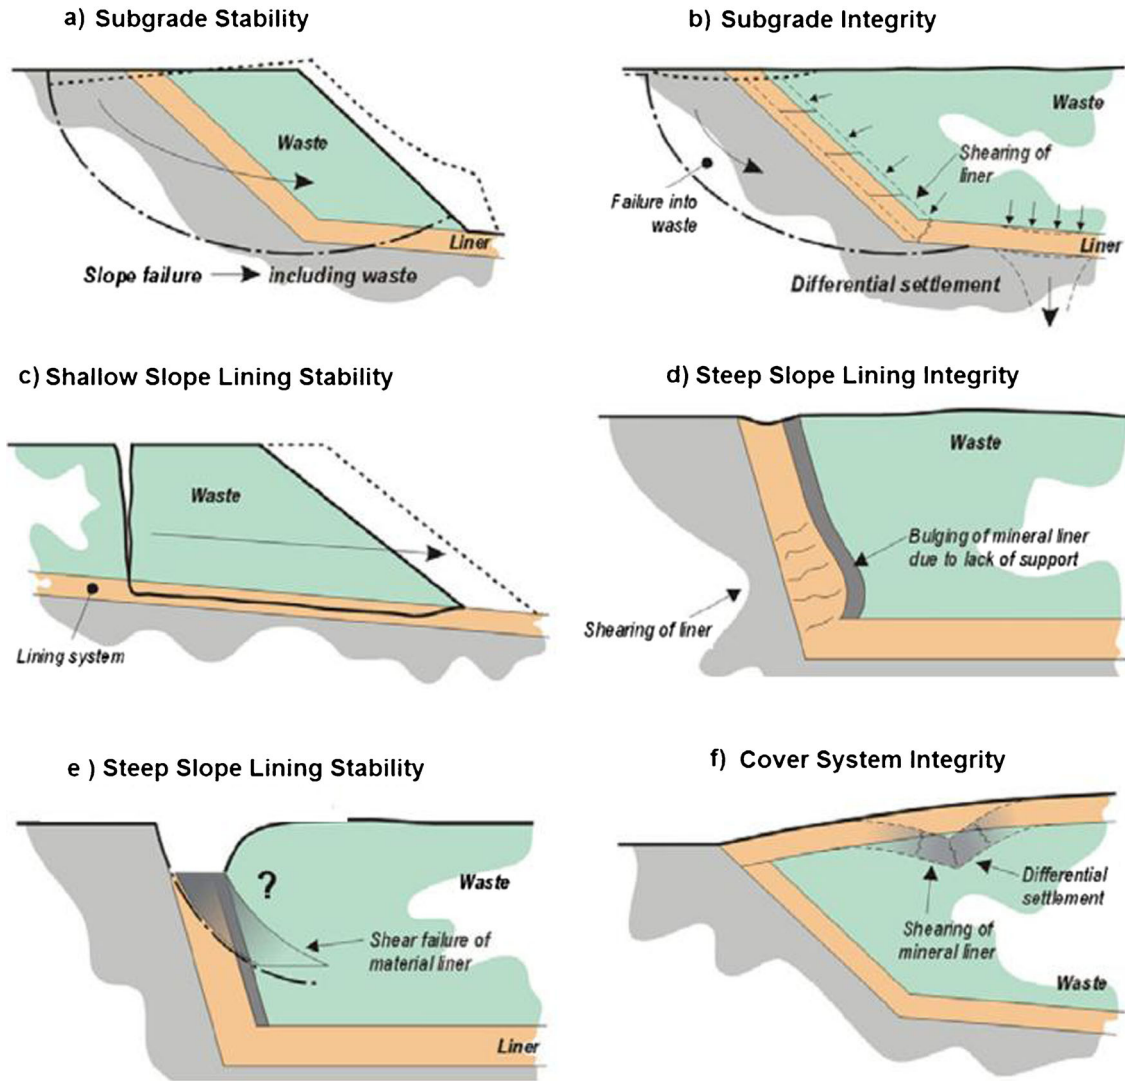 a) Subgrade Stability
Waste
Liner
Slope failure
including waste
b) Subgrade Integrity
Waste
Shearing of
liner
Failure into
waste
Liner
Differential settlement
c) Shallow Slope Lining Stability
Waste
Lining system
d) Steep Slope Lining Integrity
Waste
Bulging of mineral liner
due to lack of support
Shearing of liner
e ) Steep Slope Lining Stability
?
Waste
Shear failure of
material liner
Liner
f) Cover System Integrity
Differential
settlement
Shearing of
mineral liner
Waste